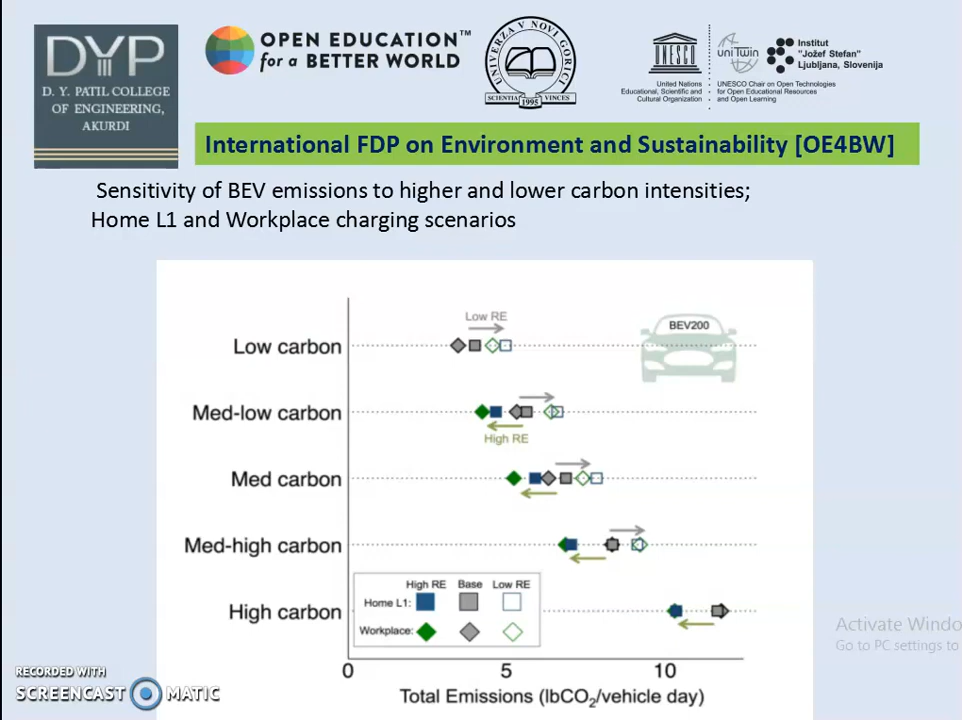 DYP
D. Y. PATIL COLLEGE
OF ENGINEERING,
AKURDI
OPEN EDUCATION™
for a BETTER WORLD
UNIVERZA V NOVI GORICI
SCIENTIA VINCES
1995
UNESCO
United Nations
Educational, Scientific and
Cultural Organization
uniTwin
Institut
"Jožef Stefan"
Ljubljana, Slovenija
UNESCO Chair on Open Technologies
for Open Educational Resources
and Open Learning
International FDP on Environment and Sustainability [OE4BW]
Sensitivity of BEV emissions to higher and lower carbon intensities;
Home L1 and Workplace charging scenarios
Low RE
BEV200
Low carbon
Med-low carbon
High RE
Med carbon
Med-high carbon
High carbon
High RE Base Low RE
Home L1:
Workplace:
0 5 10
Total Emissions (lbCO₂/vehicle day)
Activate Windo
Go to PC settings to
RECORDED WITH
SCREENCAST MATIC